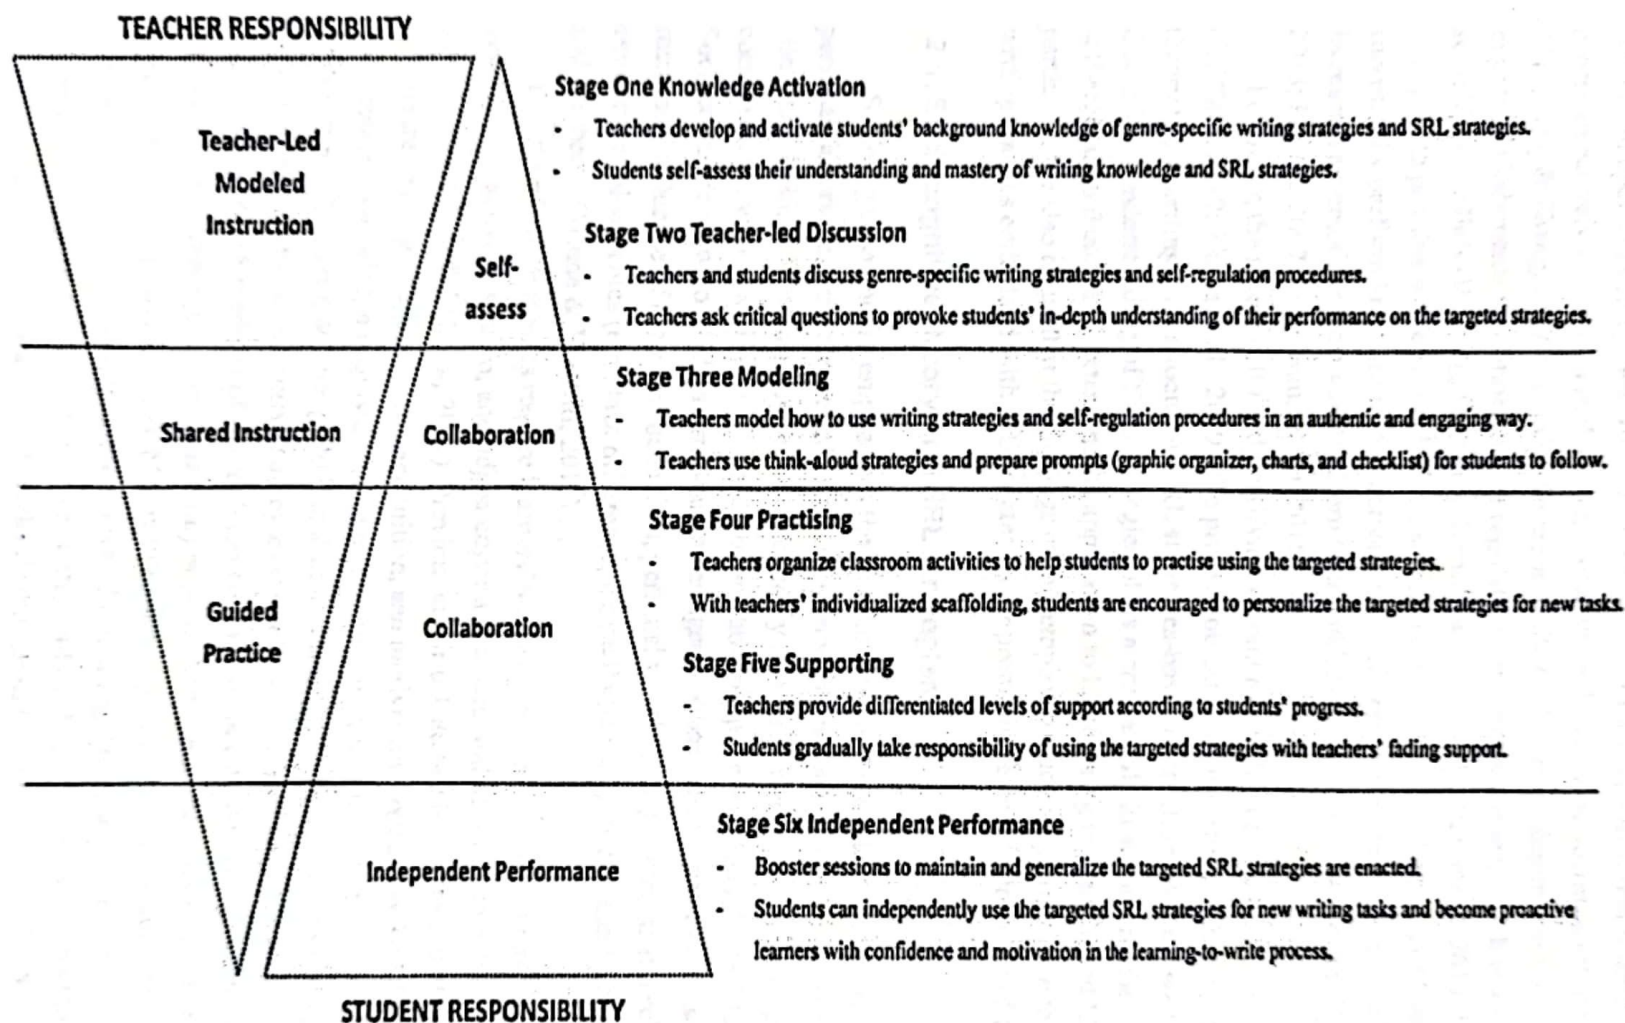 TEACHER RESPONSIBILITY
Teacher-Led
Modeled
Instruction
Self-
assess
Stage One Knowledge Activation
- Teachers develop and activate students' background knowledge of genre-specific writing strategies and SRL strategies.
- Students self-assess their understanding and mastery of writing knowledge and SRL strategies.
Stage Two Teacher-led Discussion
- Teachers and students discuss genre-specific writing strategies and self-regulation procedures.
- Teachers ask critical questions to provoke students' in-depth understanding of their performance on the targeted strategies.
Shared Instruction
Collaboration
Stage Three Modeling
- Teachers model how to use writing strategies and self-regulation procedures in an authentic and engaging way.
- Teachers use think-aloud strategies and prepare prompts (graphic organizer, charts, and checklist) for students to follow.
Guided
Practice
Collaboration
Stage Four Practising
- Teachers organize classroom activities to help students to practise using the targeted strategies.
- With teachers' individualized scaffolding, students are encouraged to personalize the targeted strategies for new tasks.
Stage Five Supporting
- Teachers provide differentiated levels of support according to students' progress.
- Students gradually take responsibility of using the targeted strategies with teachers' fading support.
Independent Performance
Stage Six Independent Performance
- Booster sessions to maintain and generalize the targeted SRL strategies are enacted.
- Students can independently use the targeted SRL strategies for new writing tasks and become proactive
learners with confidence and motivation in the learning-to-write process.
STUDENT RESPONSIBILITY